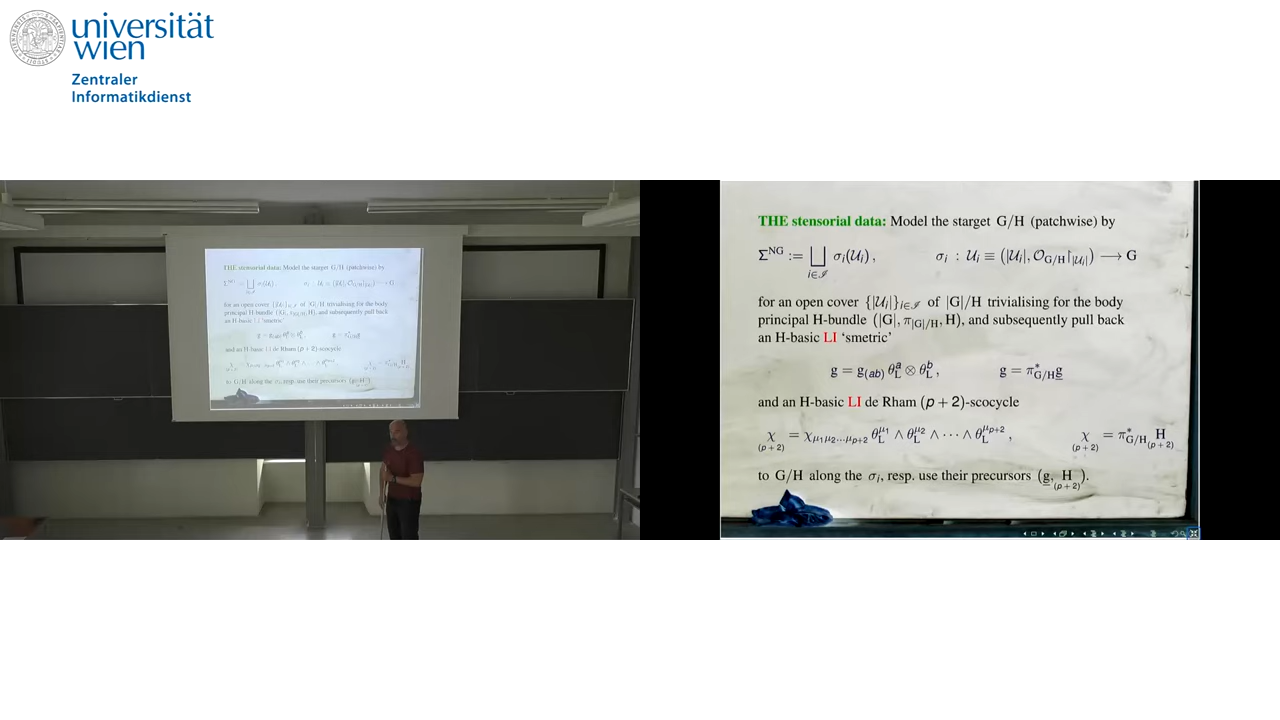 universität
wien
Zentraler
Informatikdienst
THE stensorial data: Model the starget G/H (patchwise) by
Σ^NG := ⨆_{i∈ℐ} σ_i(𝒰_i) , σ_i : 𝒰_i ≡ (|𝒰_i|, 𝒪_{G/H}↾_{|𝒰_i|}) ⟶ G
for an open cover {|𝒰_i|}_{i∈ℐ} of |G|/H trivialising for the body
principal H-bundle (|G|, π_{|G|/H}, H), and subsequently pull back
an H-basic LI ‘smetric’
g = g_{(ab)} θ_L^a ⊗ θ_L^b , g = π*_{G/H} g
and an H-basic LI de Rham (p + 2)-scocycle
χ_{(p+2)} = χ_{μ1μ2…μp+2} θ_L^{μ1} ∧ θ_L^{μ2} ∧ ⋯ ∧ θ_L^{μp+2} , χ_{(p+2)} = π*_{G/H} H_{(p+2)}
to G/H along the σ_i, resp. use their precursors (g, H_{(p+2)}).